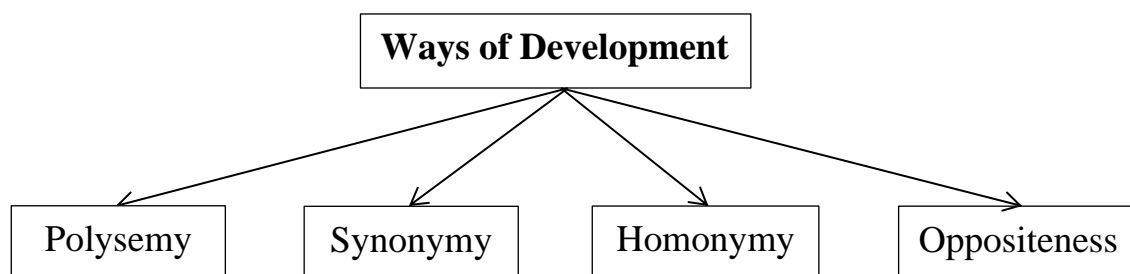 Ways of Development
Polysemy
Synonymy
Homonymy
Oppositeness